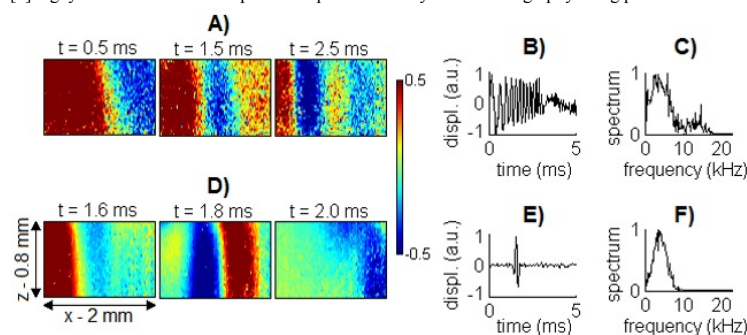 A)
t = 0.5 ms t = 1.5 ms t = 2.5 ms
0.5
-0.5
B)
displ. (a.u.)
1
0
-1
0 5
time (ms)
C)
spectrum
1
0
0 10 20
frequency (kHz)
D)
t = 1.6 ms t = 1.8 ms t = 2.0 ms
z - 0.8 mm
x - 2 mm
E)
displ. (a.u.)
1
0
-1
0 5
time (ms)
F)
spectrum
1
0
0 10 20
frequency (kHz)